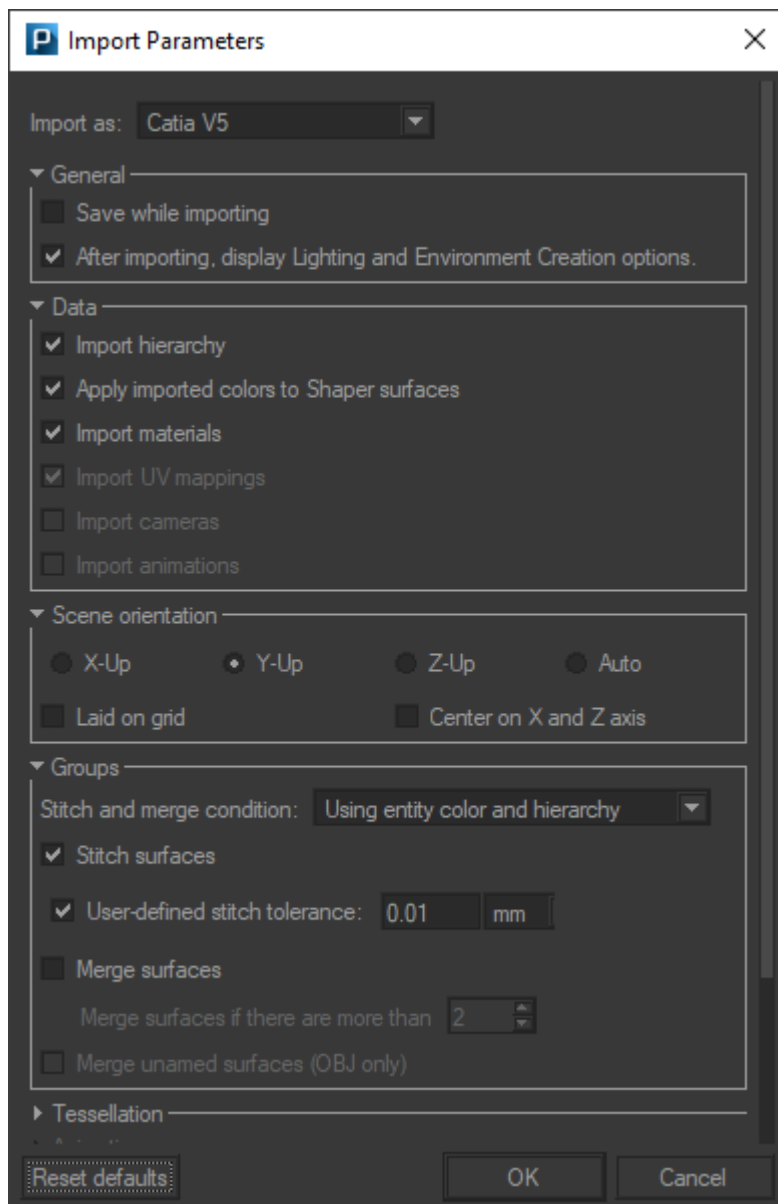 P Import Parameters
Import as: Catia V5
General
Save while importing
After importing, display Lighting and Environment Creation options.
Data
Import hierarchy
Apply imported colors to Shaper surfaces
Import materials
Import UV mappings
Import cameras
Import animations
Scene orientation
X-Up Y-Up Z-Up Auto
Laid on grid Center on X and Z axis
Groups
Stitch and merge condition: Using entity color and hierarchy
Stitch surfaces
User-defined stitch tolerance: 0.01 mm
Merge surfaces
Merge surfaces if there are more than 2
Merge unamed surfaces (OBJ only)
Tessellation
Reset defaults OK Cancel